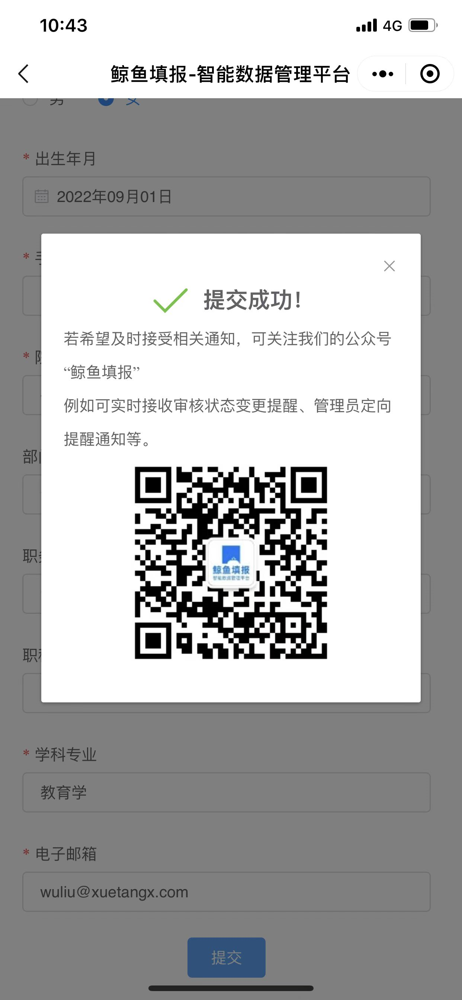 10:43
4G
鲸鱼填报-智能数据管理平台
男 女
* 出生年月
2022年09月01日
*
提交成功！
若希望及时接受相关通知，可关注我们的公众号
“鲸鱼填报”
例如可实时接收审核状态变更提醒、管理员定向
提醒通知等。
鲸鱼填报
智能数据管理平台
*
部
职
职
* 学科专业
教育学
* 电子邮箱
wuliu@xuetangx.com
提交